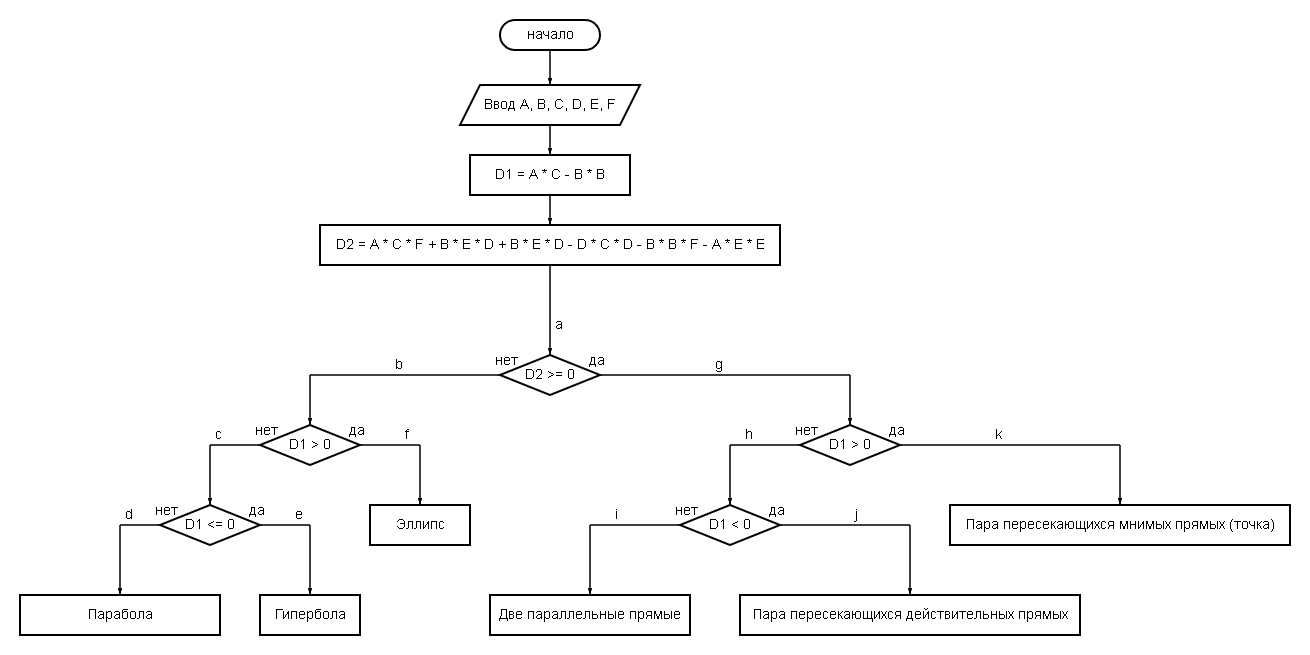 начало
Ввод A, B, C, D, E, F
D1 = A * C - B * B
D2 = A * C * F + B * E * D + B * E * D - D * C * D - B * B * F - A * E * E
a
b
нет
да
g
D2 >= 0
c
нет
да
f
D1 > 0
h
нет
да
k
D1 > 0
d
нет
да
e
D1 <= 0
Эллипс
i
нет
да
j
D1 < 0
Пара пересекающихся мнимых прямых (точка)
Парабола
Гипербола
Две параллельные прямые
Пара пересекающихся действительных прямых